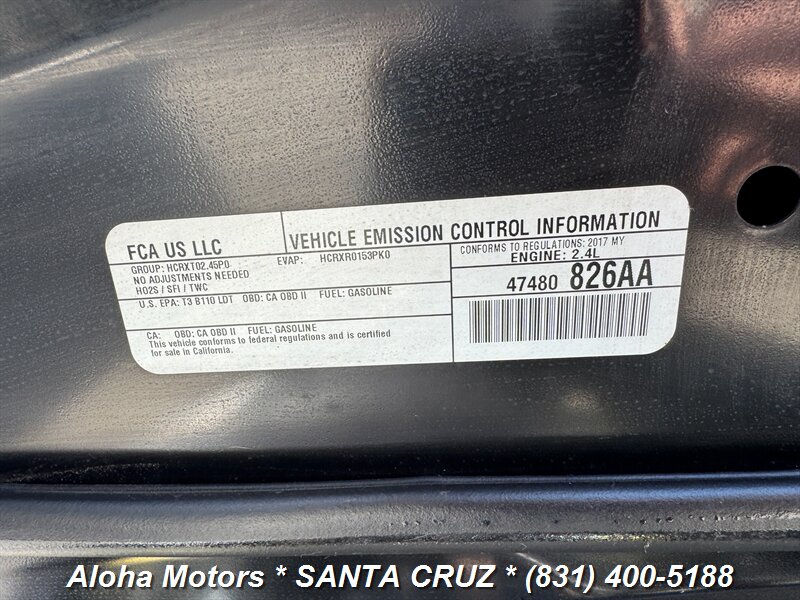 FCA US LLC
VEHICLE EMISSION CONTROL INFORMATION
GROUP: HCRXT02.45P0 EVAP: HCRXR0153PK0
NO ADJUSTMENTS NEEDED
HO2S / SFI / TWC
CONFORMS TO REGULATIONS: 2017 MY
ENGINE: 2.4L
47480 826AA
U.S. EPA: T3 B110 LDT OBD: CA OBD II FUEL: GASOLINE
CA: OBD: CA OBD II FUEL: GASOLINE
This vehicle conforms to federal regulations and is certified
for sale in California.
Aloha Motors * SANTA CRUZ * (831) 400-5188